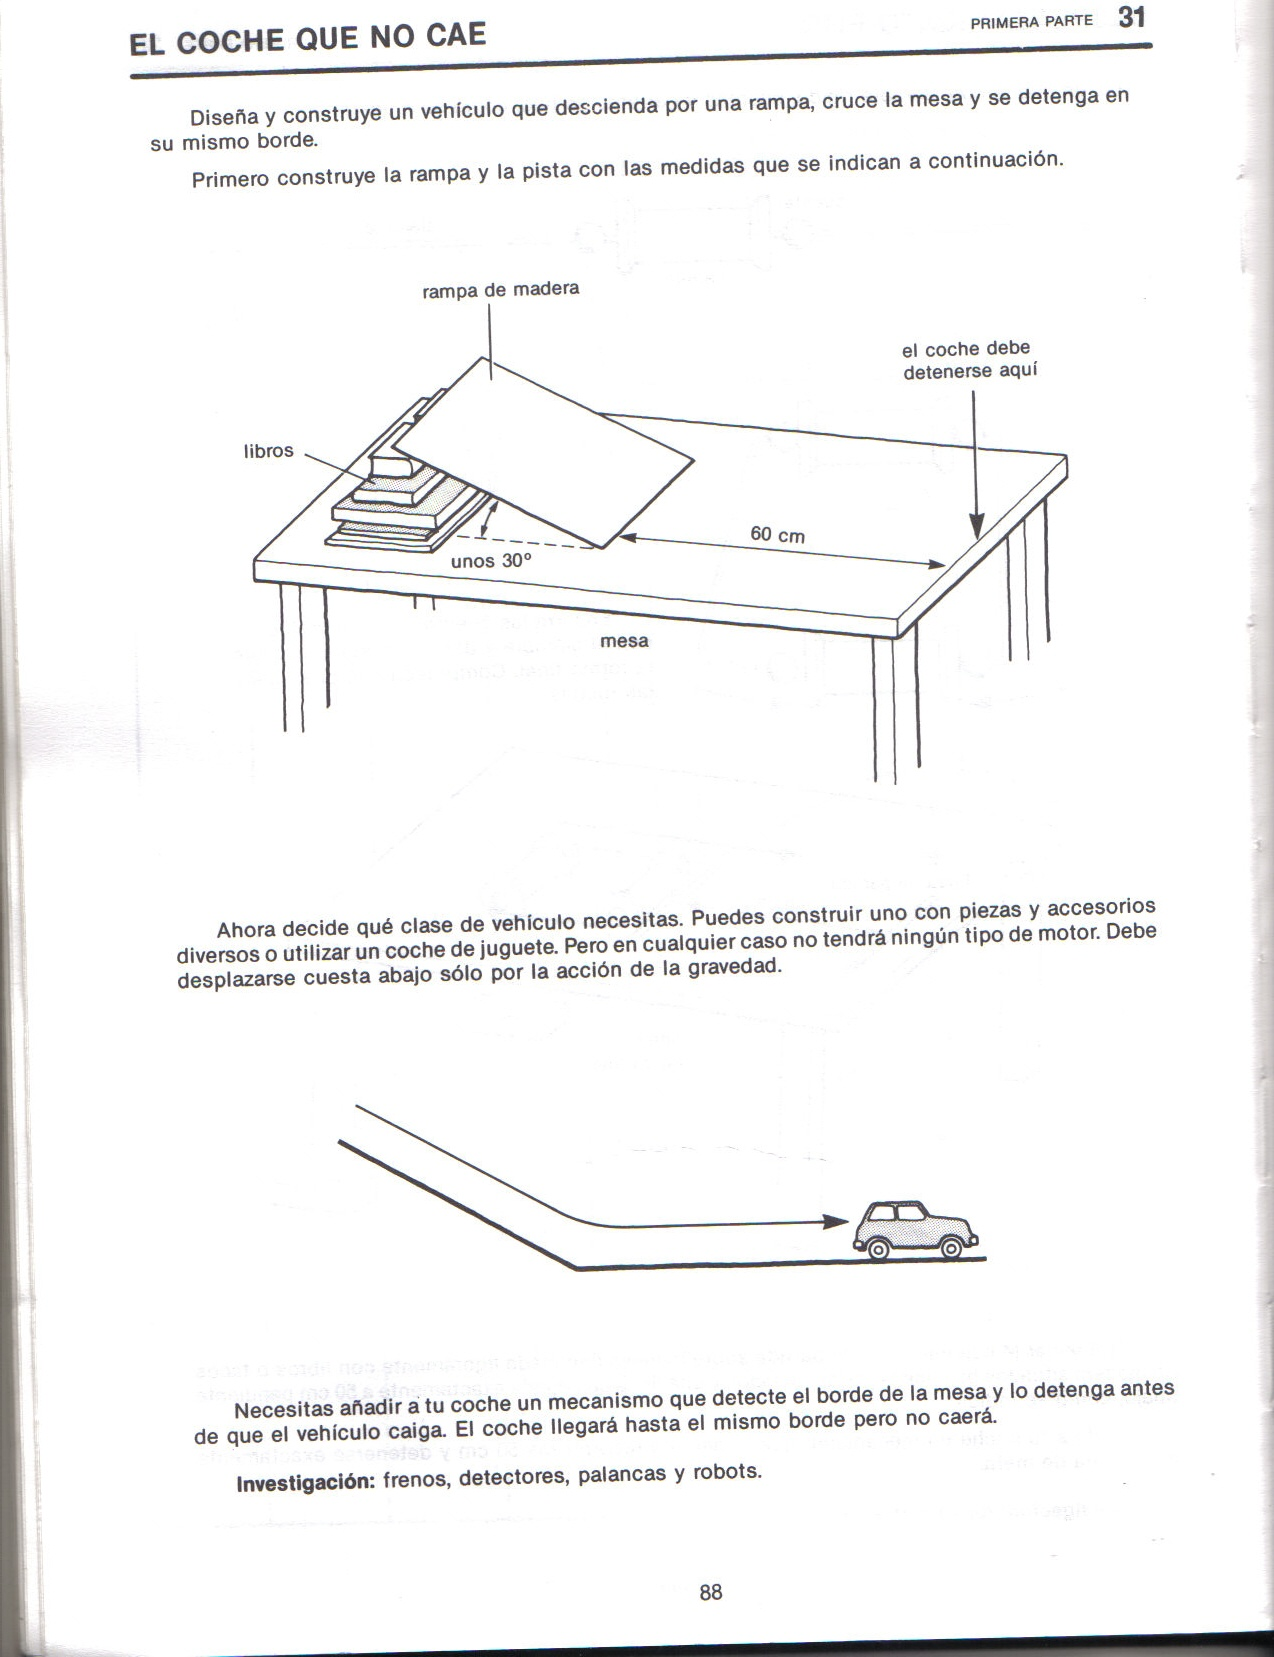 EL COCHE QUE NO CAE
PRIMERA PARTE 31
Diseña y construye un vehículo que descienda por una rampa, cruce la mesa y se detenga en
su mismo borde.
Primero construye la rampa y la pista con las medidas que se indican a continuación.
rampa de madera
el coche debe
detenerse aquí
libros
60 cm
unos 30º
mesa
Ahora decide qué clase de vehículo necesitas. Puedes construir uno con piezas y accesorios
diversos o utilizar un coche de juguete. Pero en cualquier caso no tendrá ningún tipo de motor. Debe
desplazarse cuesta abajo sólo por la acción de la gravedad.
Necesitas añadir a tu coche un mecanismo que detecte el borde de la mesa y lo detenga antes
de que el vehículo caiga. El coche llegará hasta el mismo borde pero no caerá.
Investigación: frenos, detectores, palancas y robots.
88